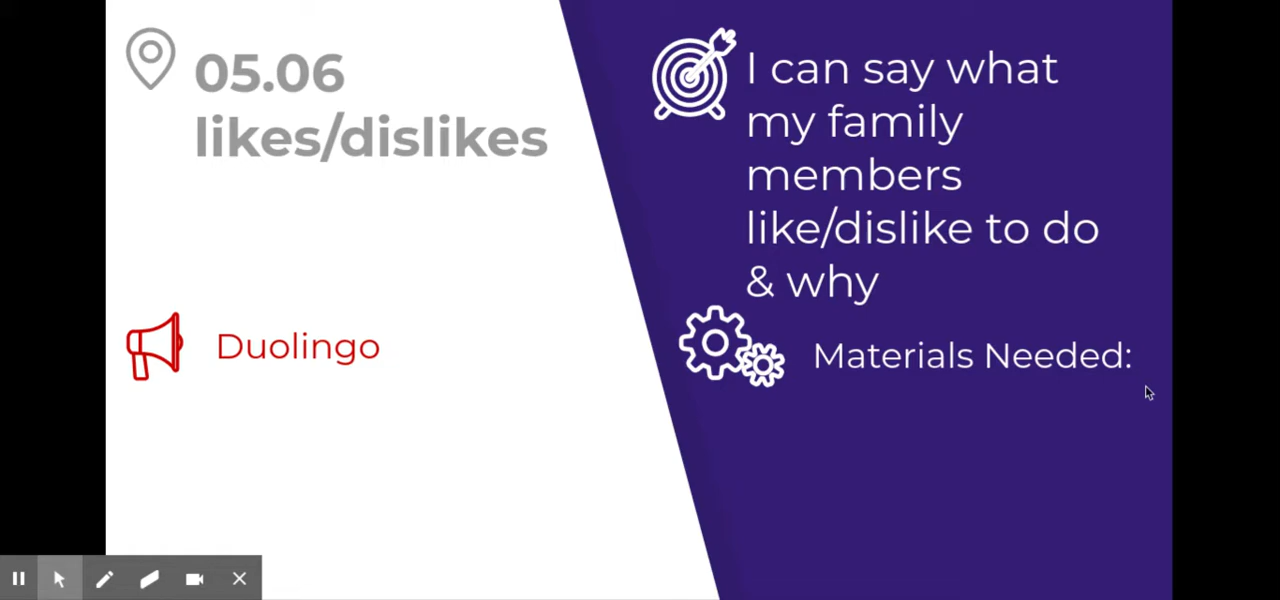 05.06
likes/dislikes
I can say what
my family
members
like/dislike to do
& why
Duolingo
Materials Needed: